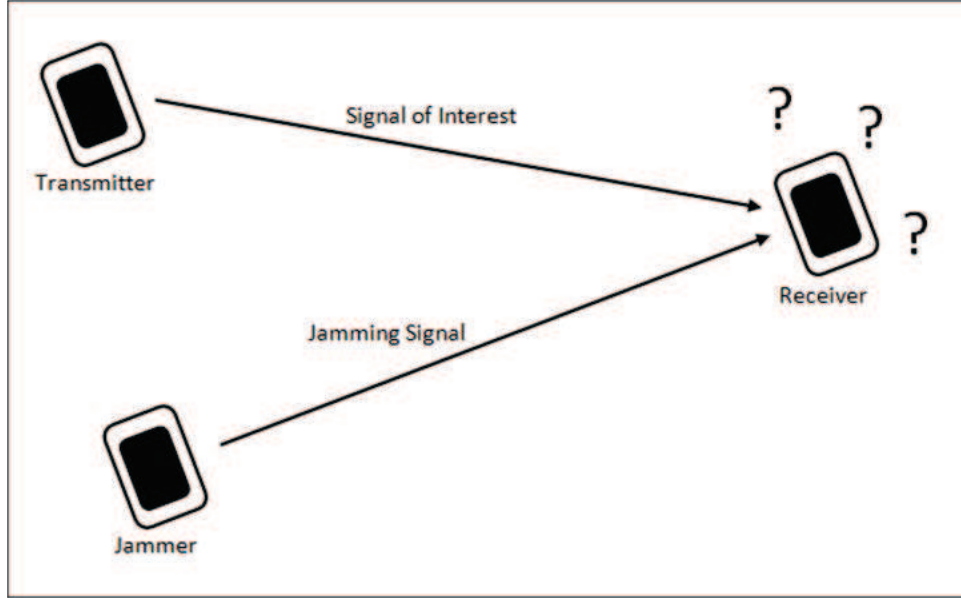 Signal of Interest
?
?
Transmitter
?
Receiver
Jamming Signal
Jammer